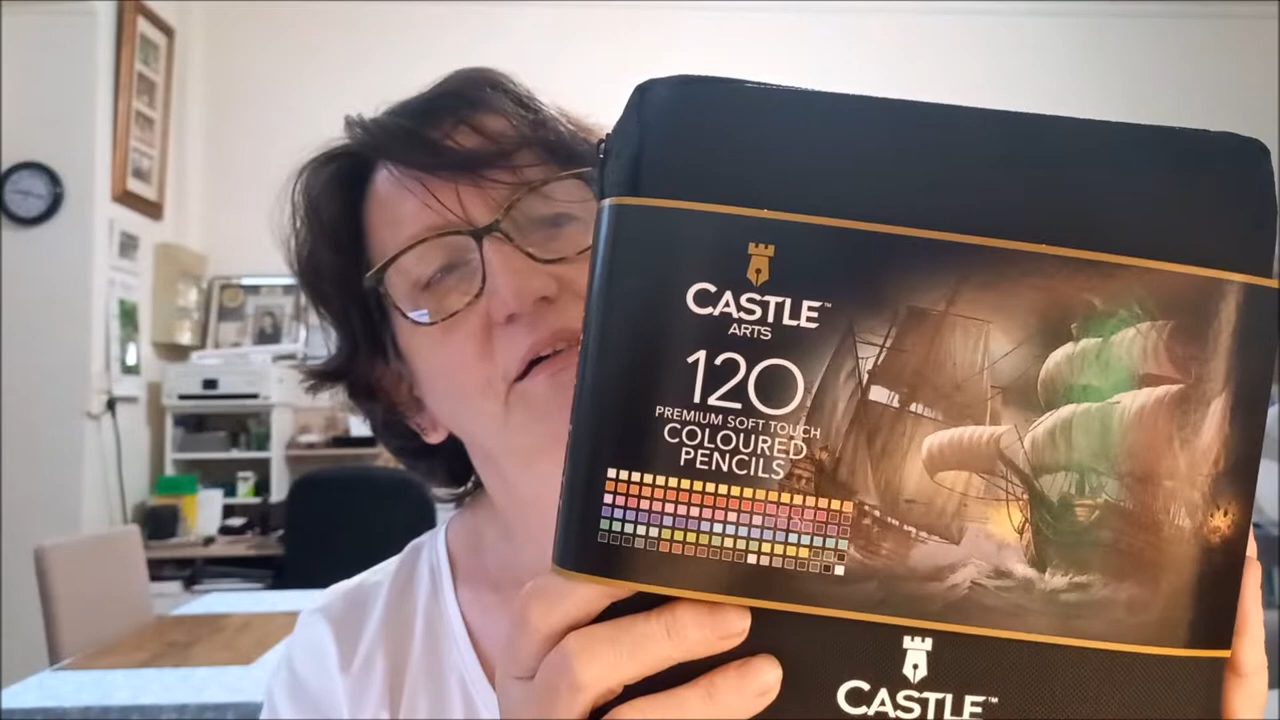 CASTLE™
ARTS
120
PREMIUM SOFT TOUCH
COLOURED
PENCILS
CASTLE™